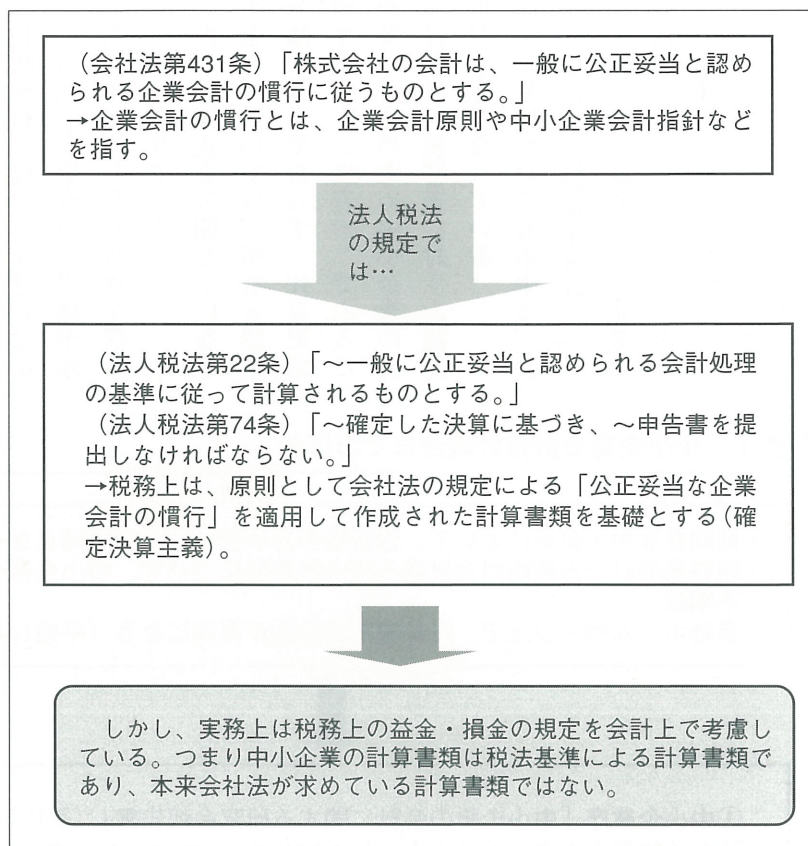 （会社法第431条）「株式会社の会計は、一般に公正妥当と認め
られる企業会計の慣行に従うものとする。」
→企業会計の慣行とは、企業会計原則や中小企業会計指針など
を指す。
法人税法
の規定で
は…
（法人税法第22条）「～一般に公正妥当と認められる会計処理
の基準に従って計算されるものとする。」
（法人税法第74条）「～確定した決算に基づき、～申告書を提
出しなければならない。」
→税務上は、原則として会社法の規定による「公正妥当な企業
会計の慣行」を適用して作成された計算書類を基礎とする（確
定決算主義）。
しかし、実務上は税務上の益金・損金の規定を会計上で考慮し
ている。つまり中小企業の計算書類は税法基準による計算書類で
あり、本来会社法が求めている計算書類ではない。